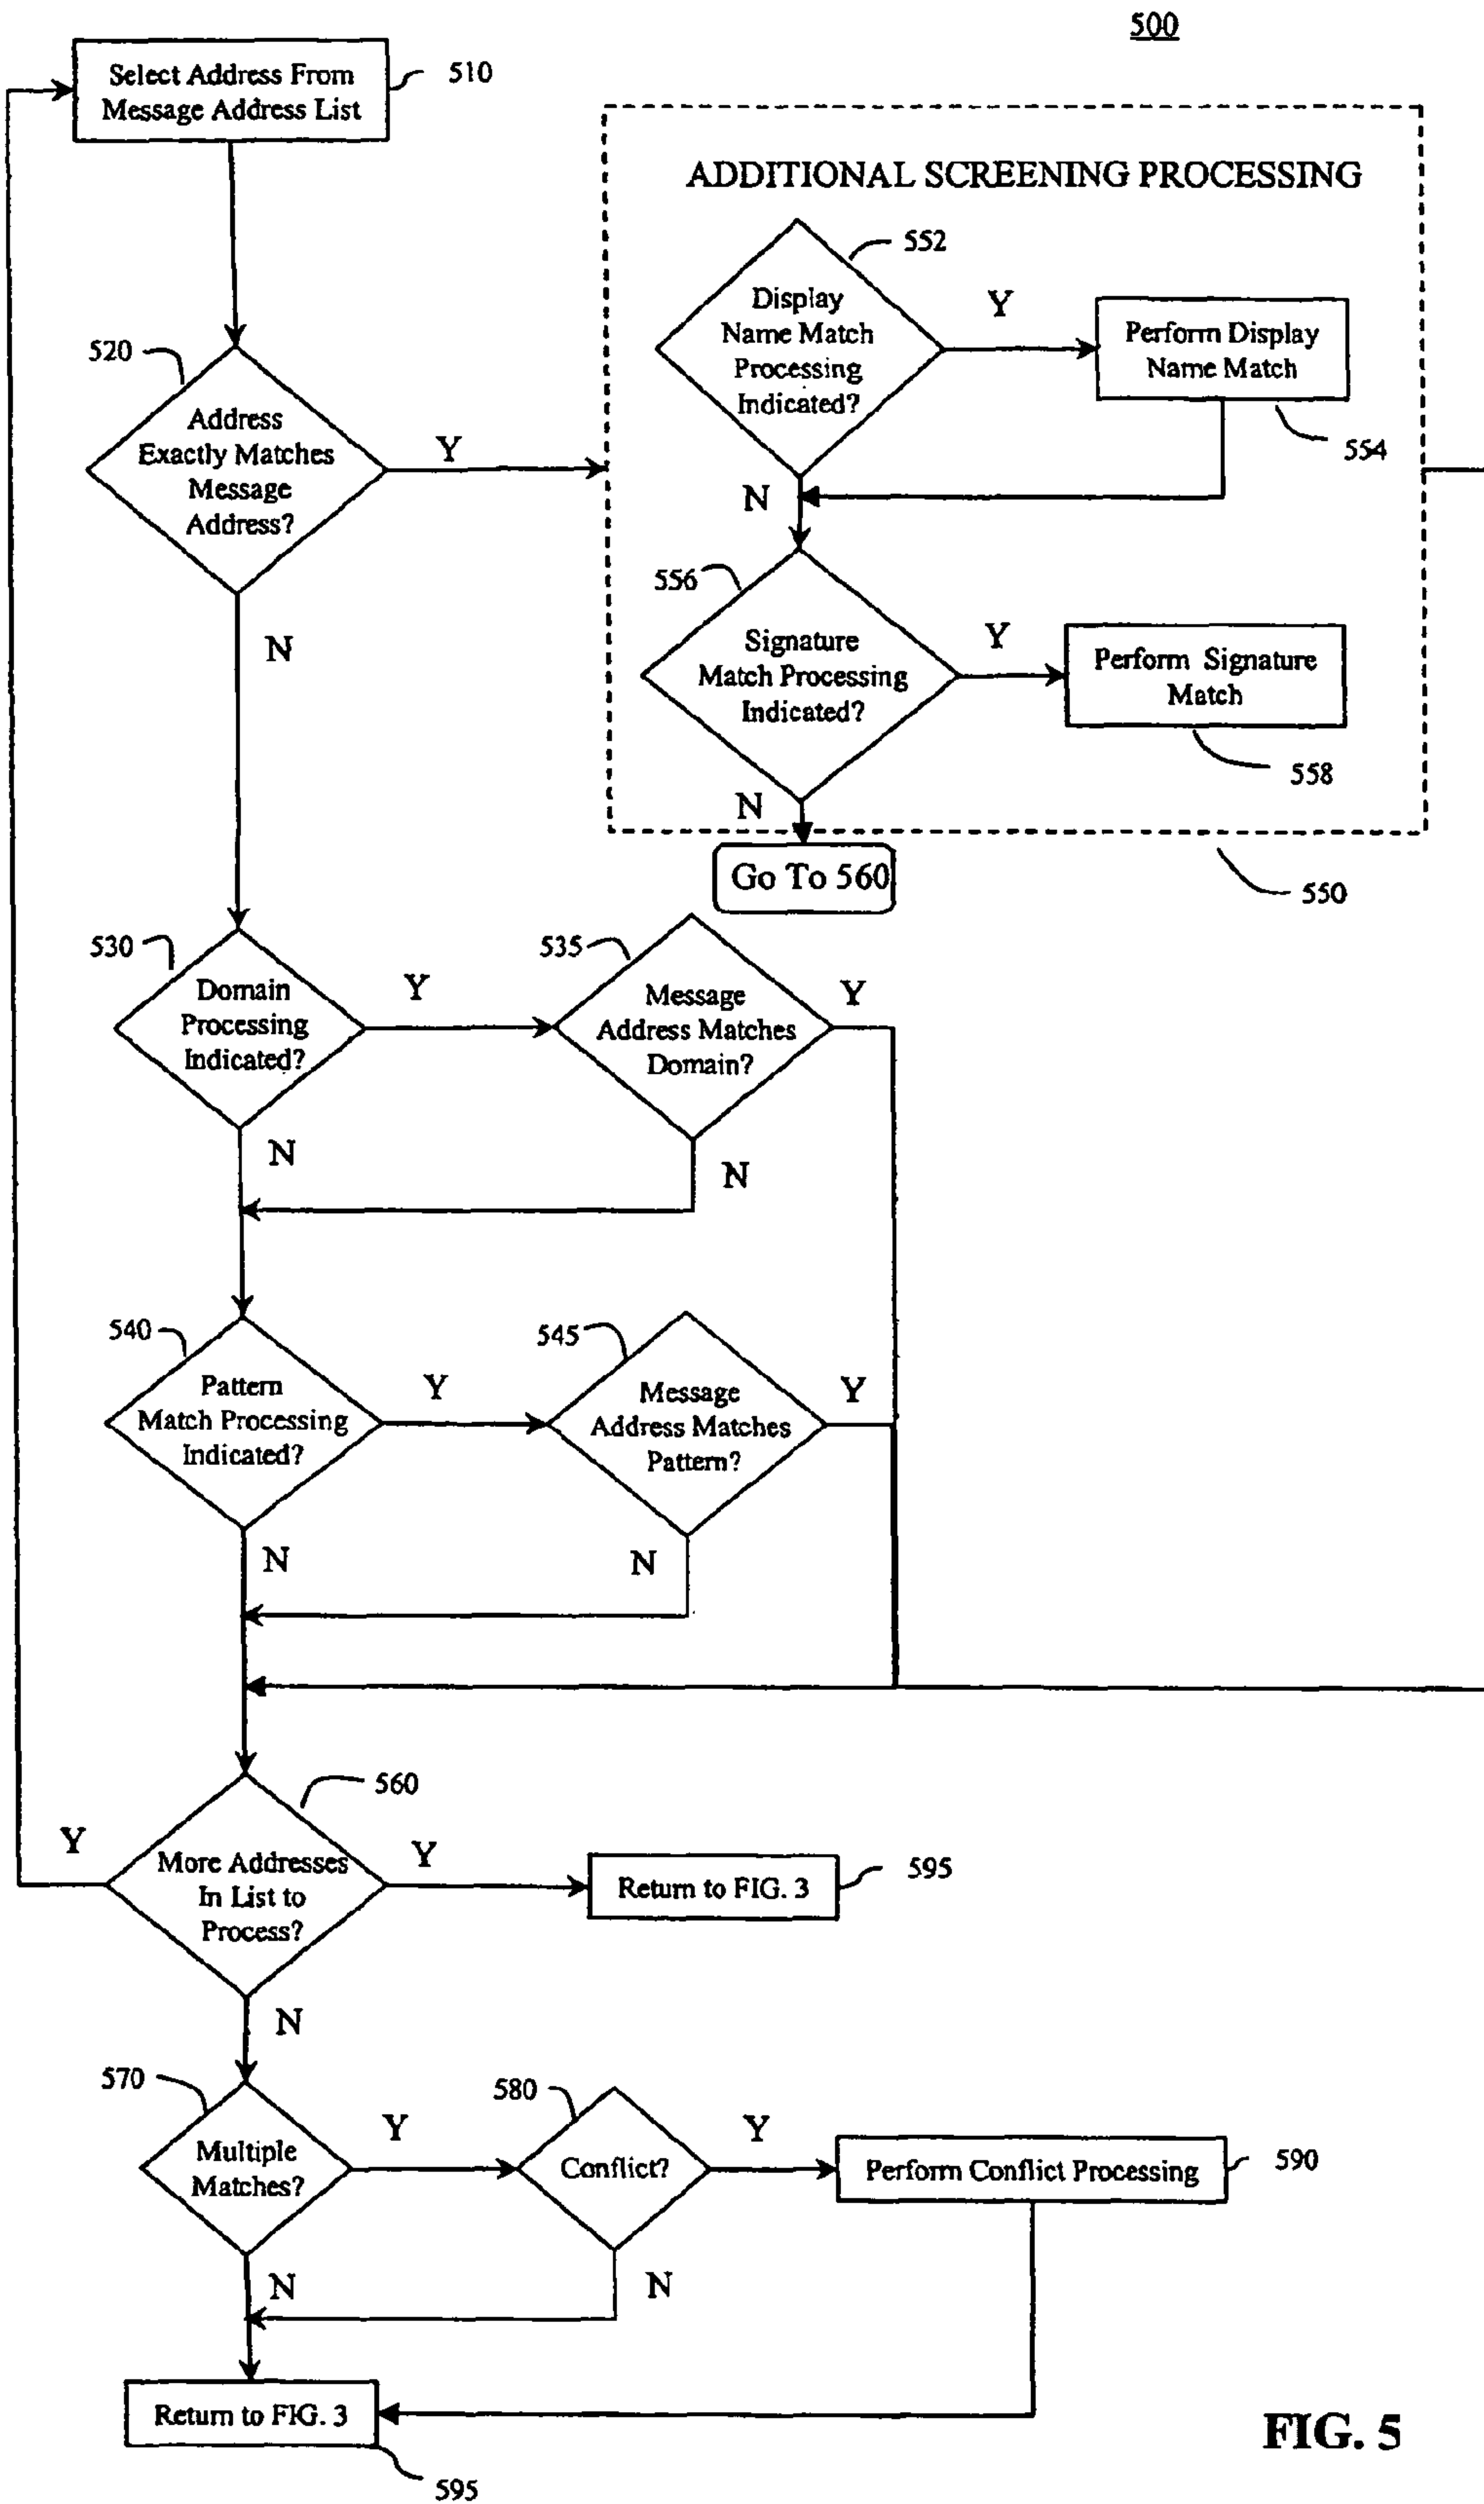 500
Select Address From
Message Address List
510
ADDITIONAL SCREENING PROCESSING
552
Display
Name Match
Processing
Indicated?
Y
Perform Display
Name Match
554
N
520
Address
Exactly Matches
Message
Address?
Y
N
556
Signature
Match Processing
Indicated?
Y
Perform Signature
Match
558
N
Go To 560
550
530
Domain
Processing
Indicated?
Y
N
535
Message
Address Matches
Domain?
Y
N
540
Pattern
Match Processing
Indicated?
Y
N
545
Message
Address Matches
Pattern?
Y
N
560
Y
More Addresses
In List to
Process?
Y
Return to FIG. 3
595
N
570
Multiple
Matches?
Y
N
580
Conflict?
Y
N
Perform Conflict Processing
590
Return to FIG. 3
595
FIG. 5